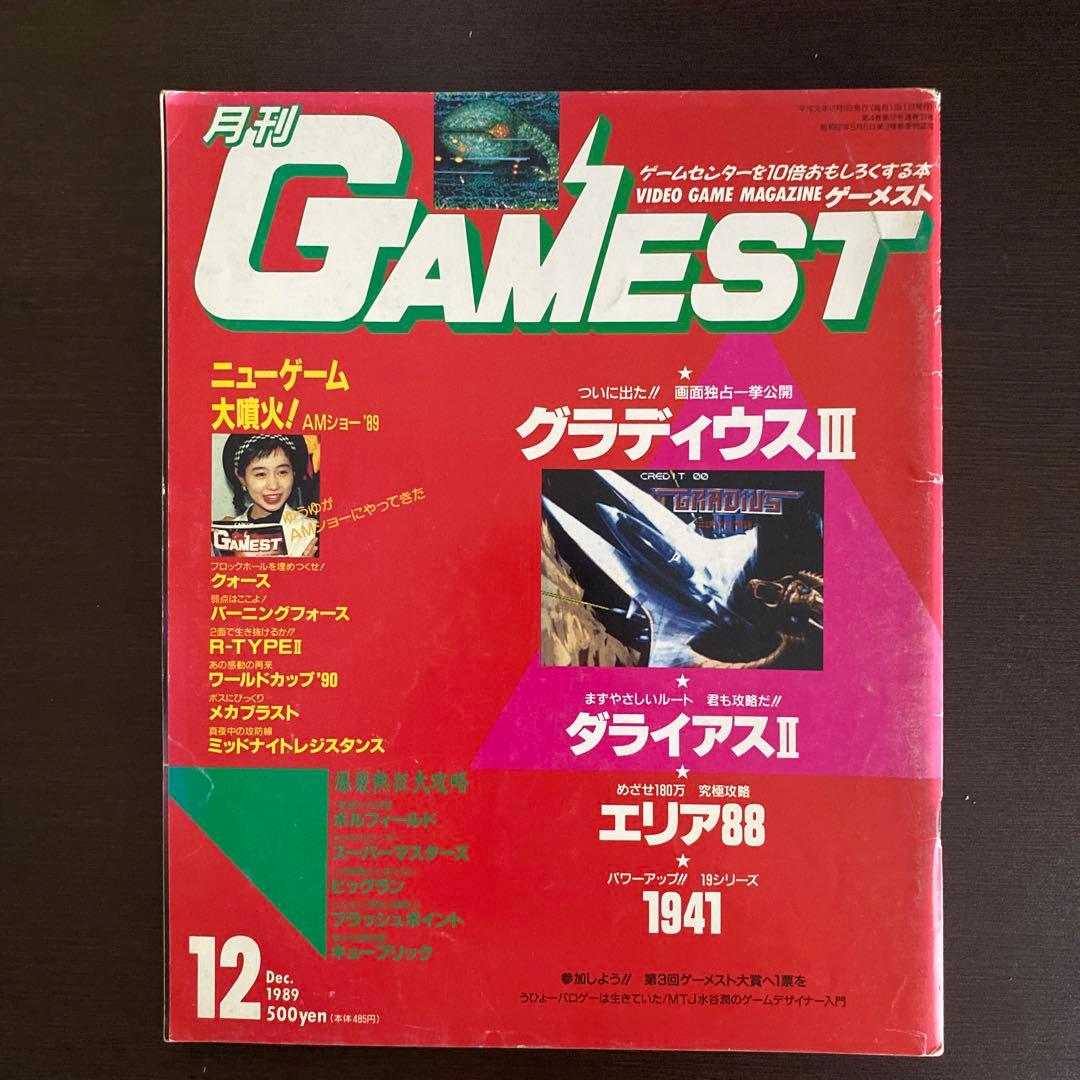 月刊
GAMEST
ゲームセンターを10倍おもしろくする本
VIDEO GAME MAGAZINE ゲーメスト
ニューゲーム
大噴火!
AMショー'89
GAMEST
ゆうゆが
AMショーにやってきた
ブロックホールを埋めつくせ!
クォース
弱点はここよ!
バーニングフォース
2面で生き抜けるか!?
R-TYPEⅡ
あの感動の再来
ワールドカップ'90
ボスにびっくり
メカブラスト
真夜中の攻防線
ミッドナイトレジスタンス
爆裂熱狂大攻略
ボルフィールド
スーパーマスターズ
ビックラン
フラッシュポイント
キューブリック
★
ついに出た!! 画面独占一挙公開
グラディウスⅢ
CREDIT 00
GRADIUS
★
まずやさしいルート 君も攻略だ!!
ダライアスⅡ
★
めざせ180万 究極攻略
エリア88
★
パワーアップ!! 19シリーズ
1941
12
Dec.
1989
500yen (本体485円)
参加しよう!! 第3回ゲーメスト大賞へ1票を
うひょーバロゲーは生きていた/MTJ水谷潤のゲームデザイナー入門